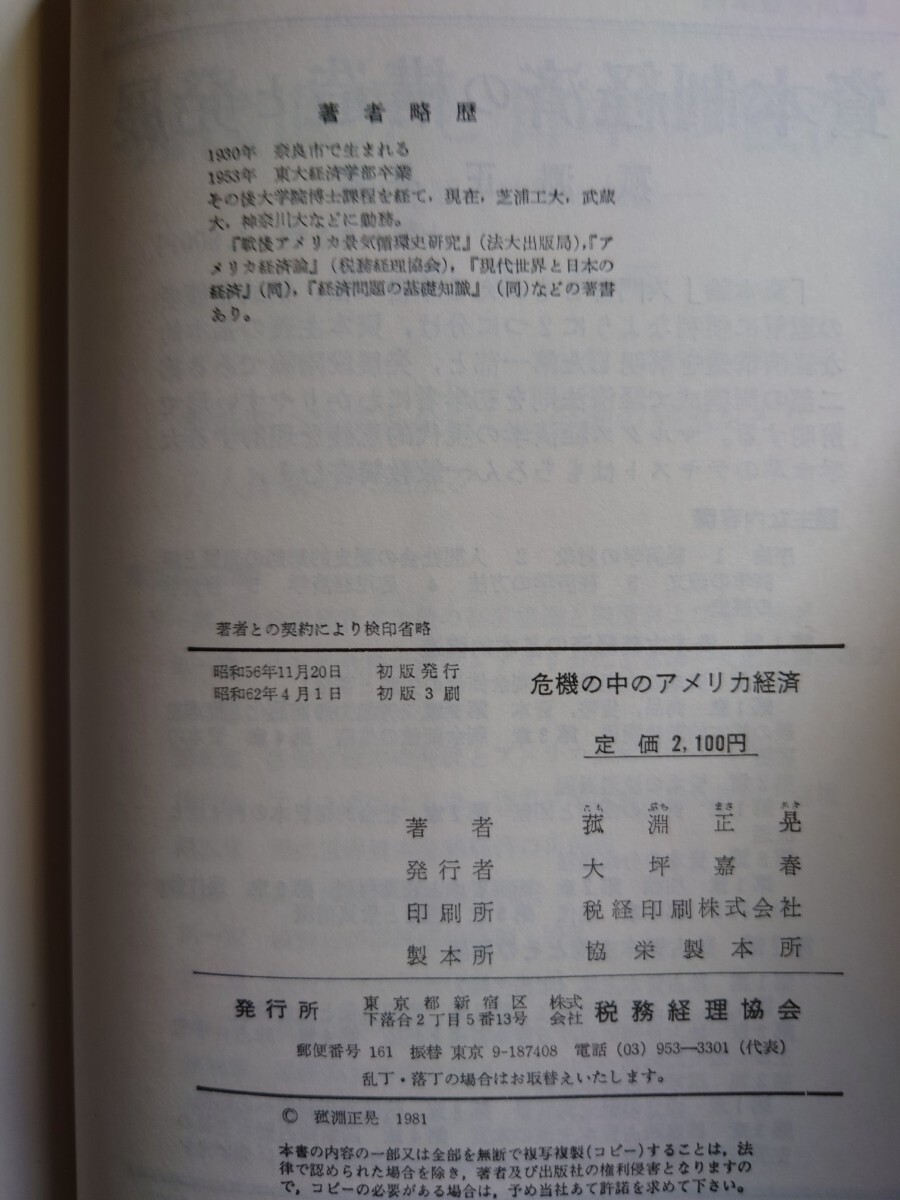 著者略歴
1930年　奈良市で生まれる
1953年　東大経済学部卒業
その後大学院博士課程を経て，現在，芝浦工大，武蔵
大，神奈川大などに勤務。
『戦後アメリカ景気循環史研究』（法大出版局），『ア
メリカ経済論』（税務経理協会），『現代世界と日本の
経済』（同），『経済問題の基礎知識』（同）などの著書
あり。
著者との契約により検印省略
昭和56年11月20日　初版発行
昭和62年4月1日　初版3刷
危機の中のアメリカ経済
定価 2,100円
こも ぶち まさ
著者　菰淵正晃
発行者　大坪嘉春
印刷所　税経印刷株式会社
製本所　協栄製本所
発行所　東京都新宿区　株式　税務経理協会
下落合2丁目5番13号　会社
郵便番号 161　振替 東京 9-187408　電話 (03) 953―3301 (代表)
乱丁・落丁の場合はお取替えいたします。
© 菰淵正晃 1981
本書の内容の一部又は全部を無断で複写複製(コピー)することは，法
律で認められた場合を除き，著者及び出版社の権利侵害となりますの
で，コピーの必要がある場合は，予め当社あて許諾を求めて下さい。